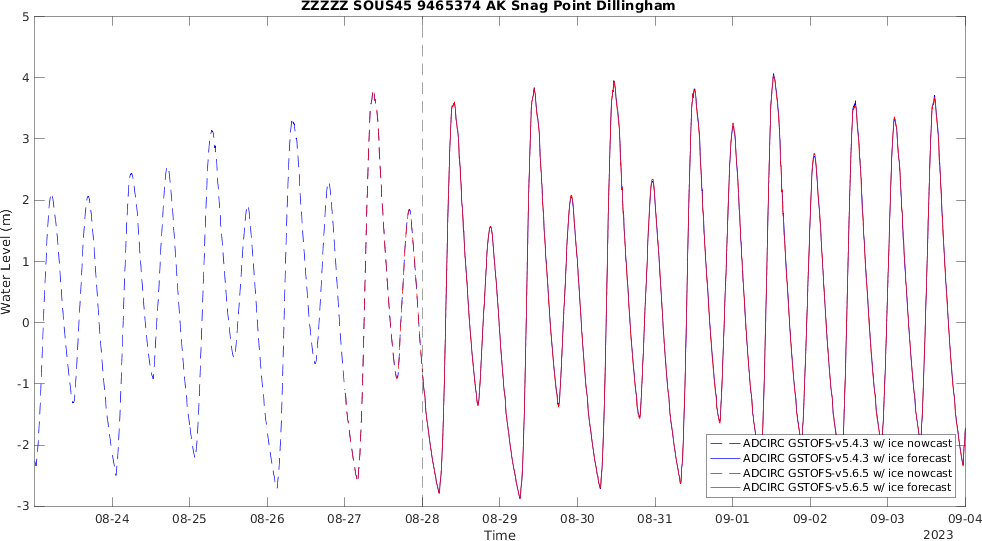 ZZZZZ SOUS45 9465374 AK Snag Point Dillingham
5
4
3
2
1
0
-1
-2
-3
Water Level (m)
ADCIRC GSTOFS-v5.4.3 w/ ice nowcast
ADCIRC GSTOFS-v5.4.3 w/ ice forecast
ADCIRC GSTOFS-v5.6.5 w/ ice nowcast
ADCIRC GSTOFS-v5.6.5 w/ ice forecast
08-24 08-25 08-26 08-27 08-28 08-29 08-30 08-31 09-01 09-02 09-03 09-04
Time
2023